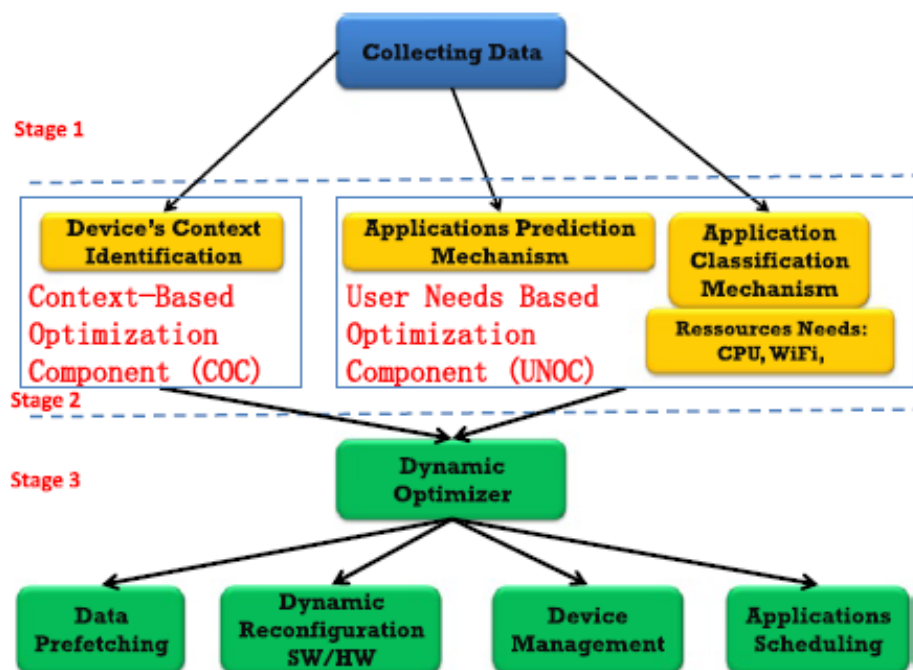 Collecting Data
Stage 1
Device's Context
Identification
Context-Based
Optimization
Component (COC)
Applications Prediction
Mechanism
User Needs Based
Optimization
Component (UNOC)
Application
Classification
Mechanism
Ressources Needs:
CPU, WiFi,
Stage 2
Stage 3
Dynamic
Optimizer
Data
Prefetching
Dynamic
Reconfiguration
SW/HW
Device
Management
Applications
Scheduling